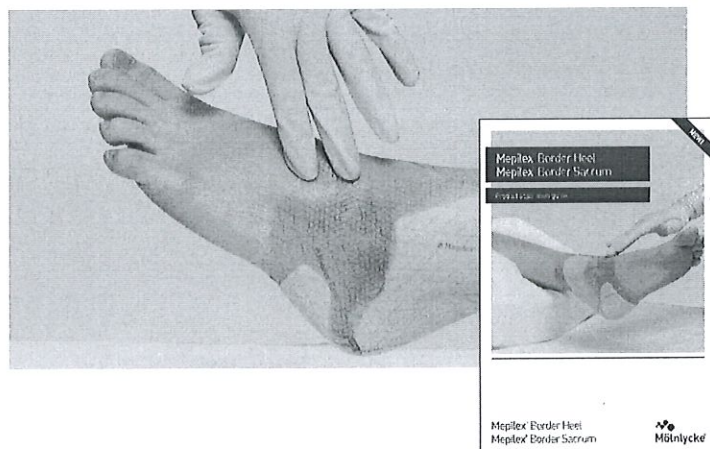 NEW!
Mepilex Border Heel
Mepilex Border Sacrum
Mepilex® Border Heel
Mepilex® Border Sacrum
Mölnlycke®